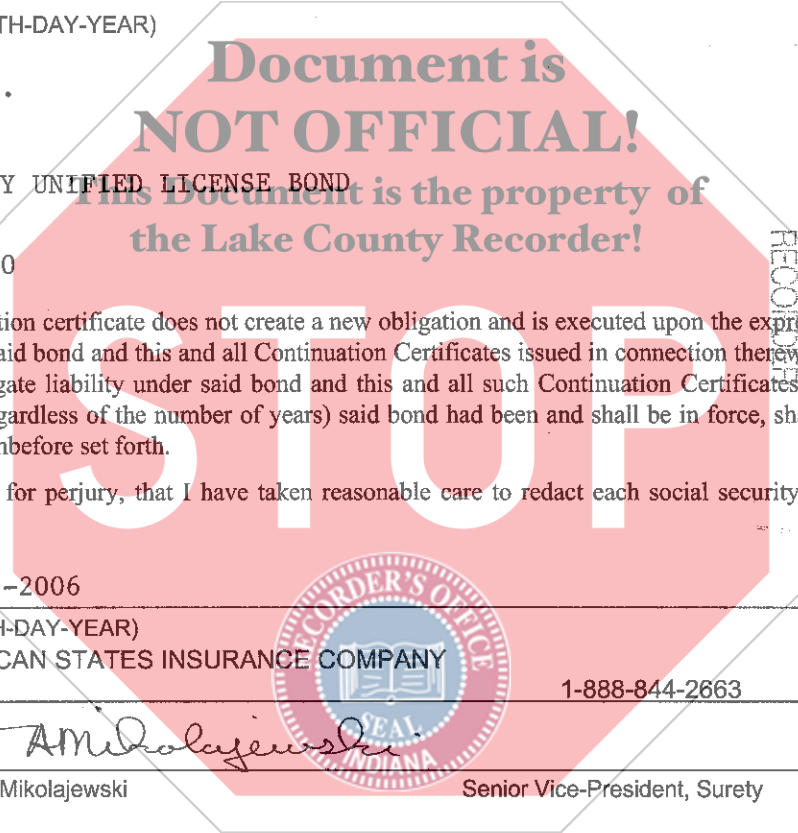 TH-DAY-YEAR)
Document is
NOT OFFICIAL!
Y UNIFIED LICENSE BOND
This Document is the property of
the Lake County Recorder!
0
RECORDER
tion certificate does not create a new obligation and is executed upon the expr
aid bond and this and all Continuation Certificates issued in connection therew
gate liability under said bond and this and all such Continuation Certificates
gardless of the number of years) said bond had been and shall be in force, sh
nbefore set forth.
STOP
for perjury, that I have taken reasonable care to redact each social security
-2006
H-DAY-YEAR)
CAN STATES INSURANCE COMPANY
1-888-844-2663
RECORDER'S OFFICE
SEAL
INDIANA
AMikolajewski
Mikolajewski
Senior Vice-President, Surety